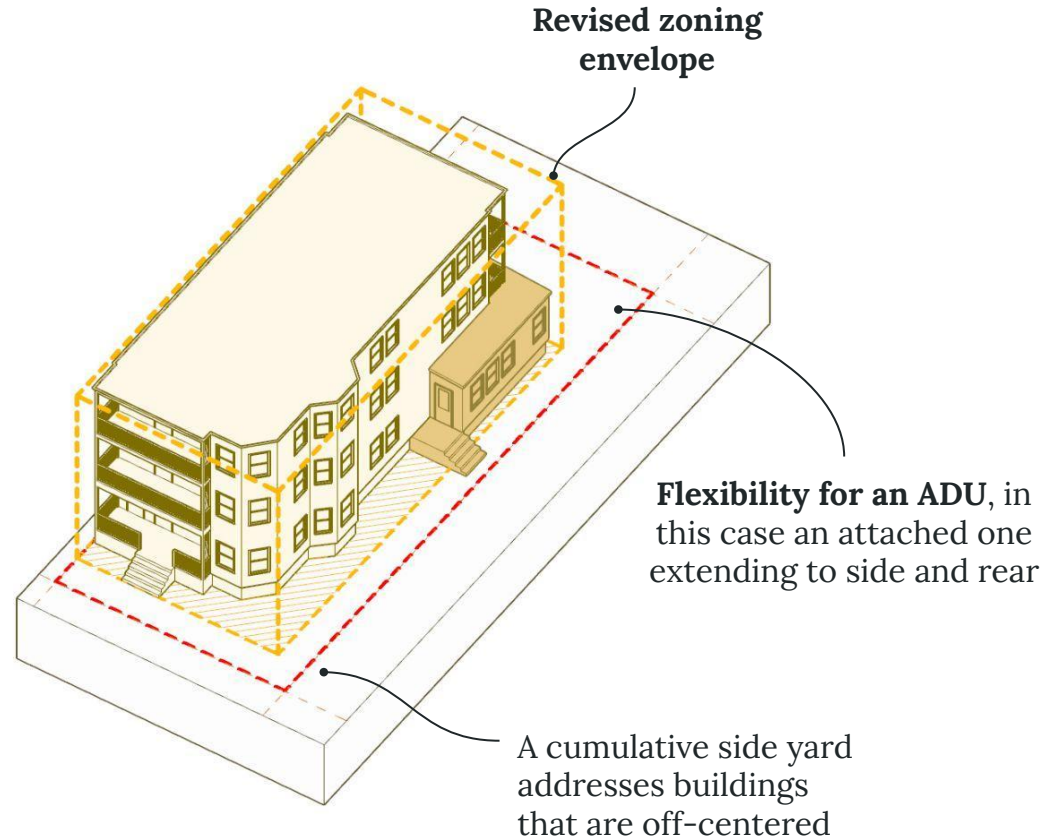 Revised zoning
envelope
Flexibility for an ADU, in
this case an attached one
extending to side and rear
A cumulative side yard
addresses buildings
that are off-centered